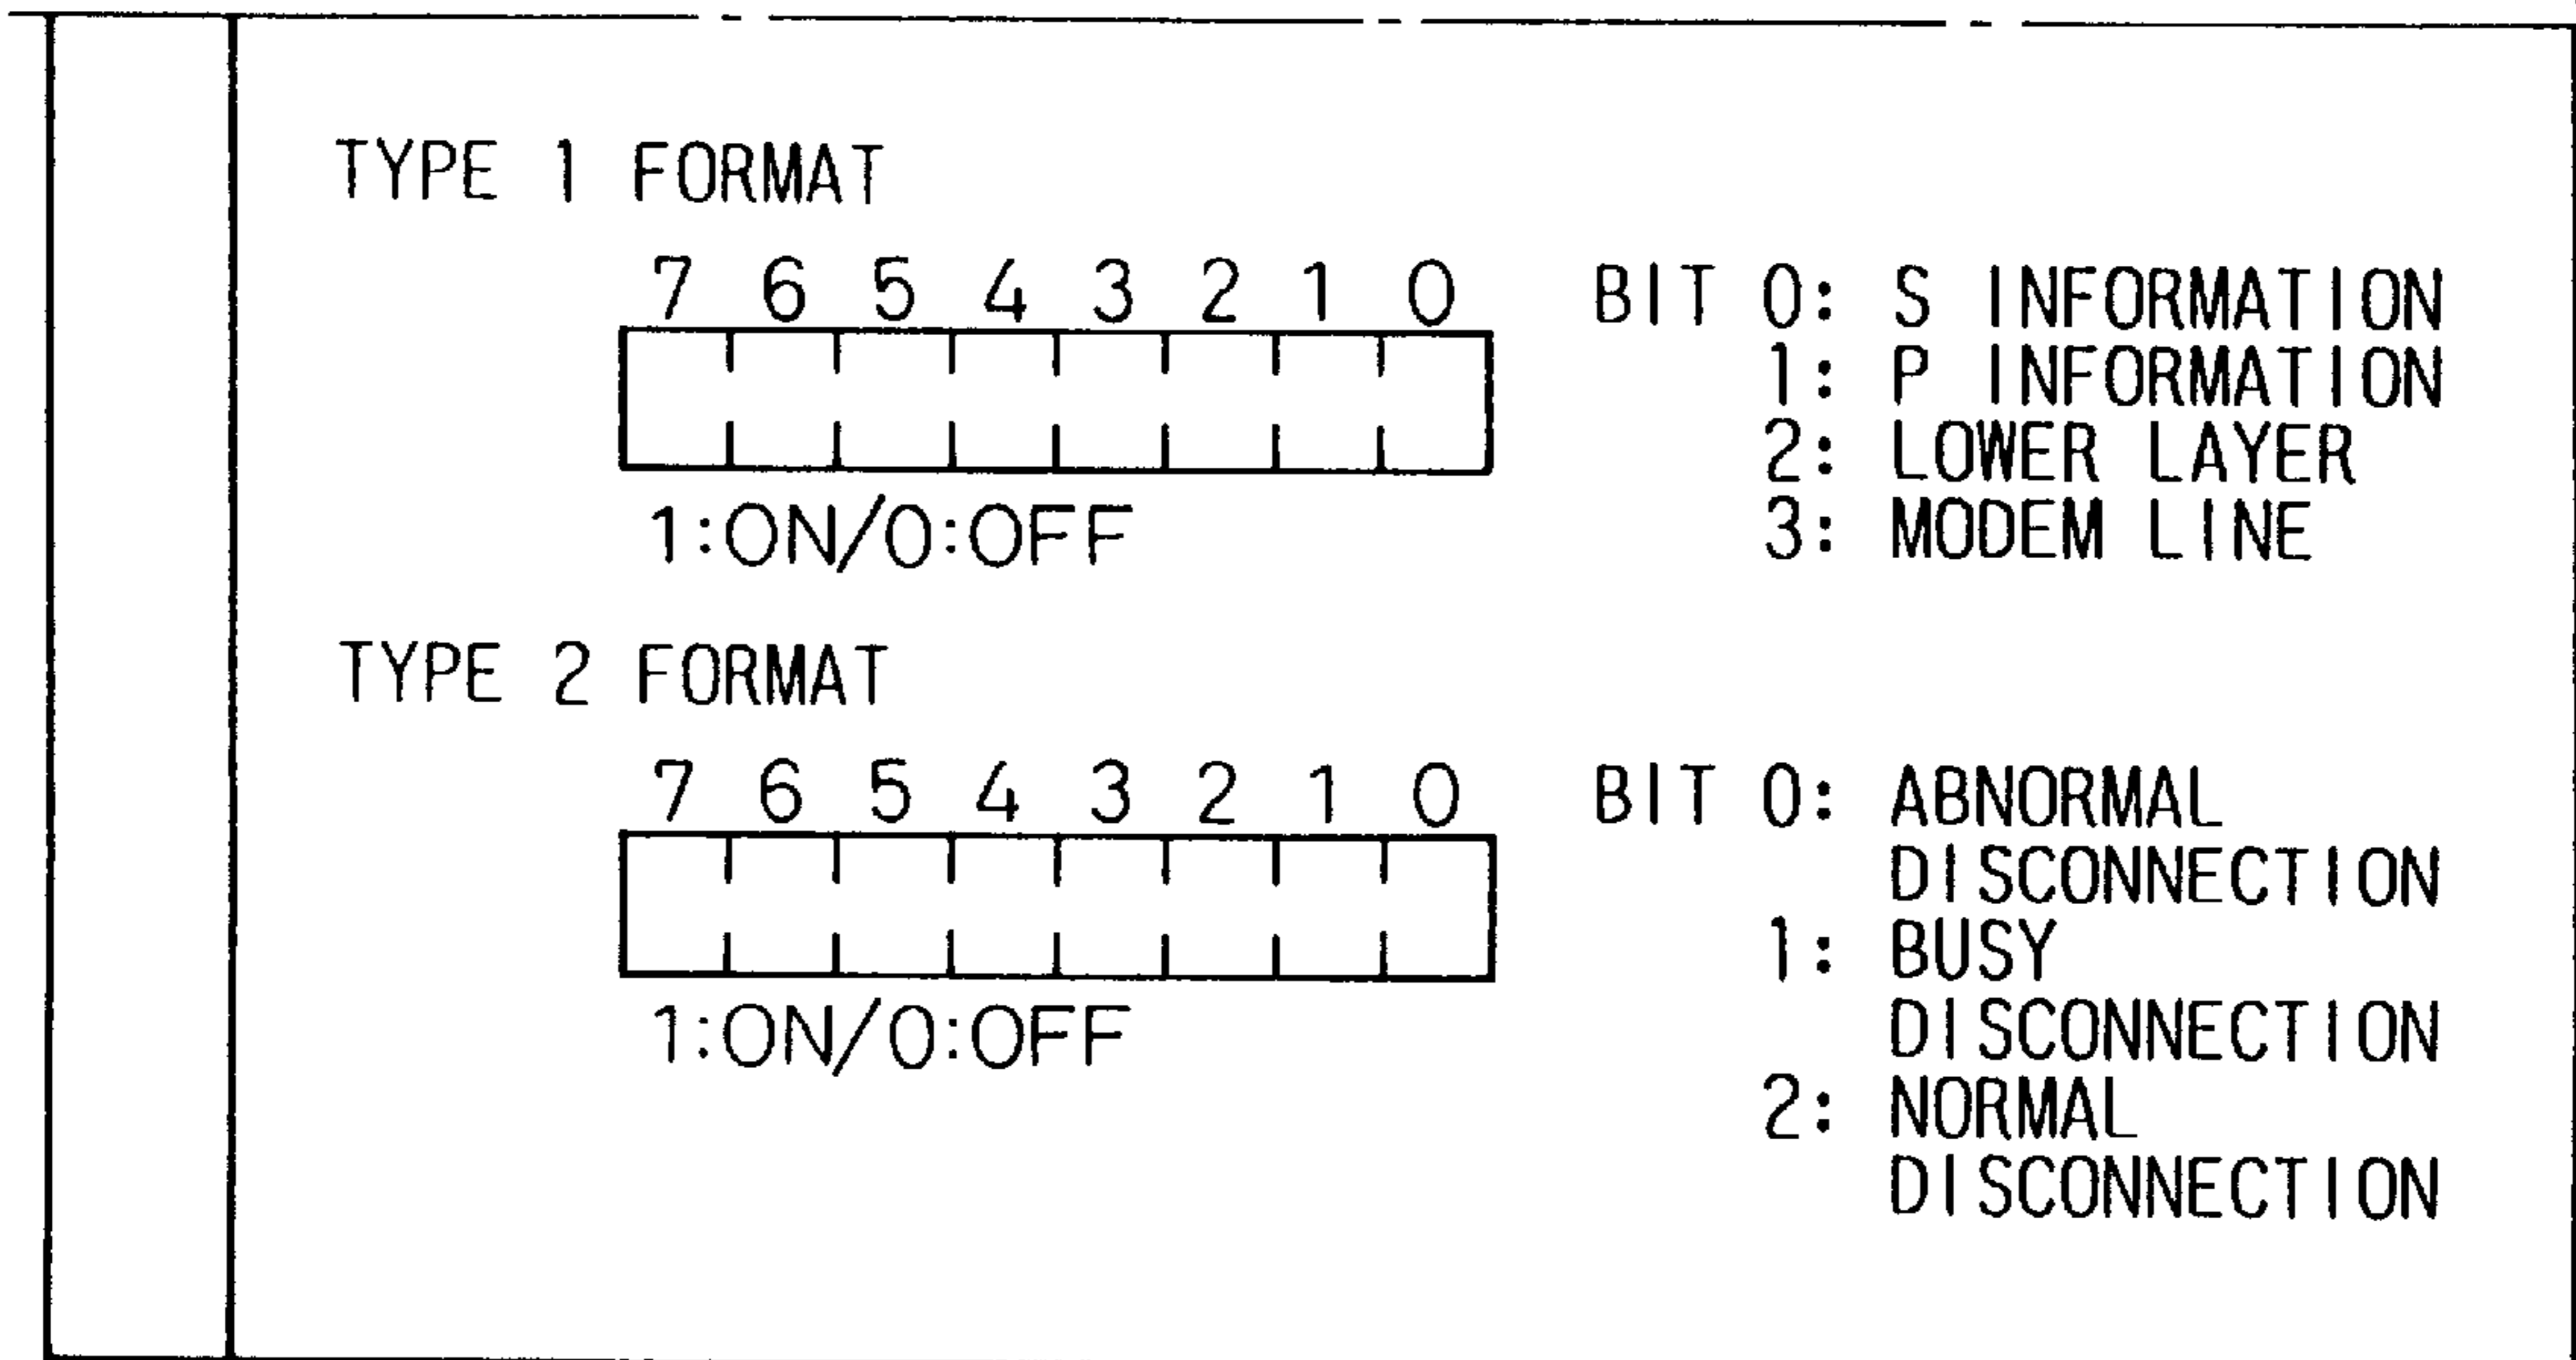 TYPE 1 FORMAT
7 6 5 4 3 2 1 0
BIT 0: S INFORMATION
1: P INFORMATION
2: LOWER LAYER
3: MODEM LINE
1:ON/0:OFF
TYPE 2 FORMAT
7 6 5 4 3 2 1 0
BIT 0: ABNORMAL
DISCONNECTION
1: BUSY
DISCONNECTION
2: NORMAL
DISCONNECTION
1:ON/0:OFF